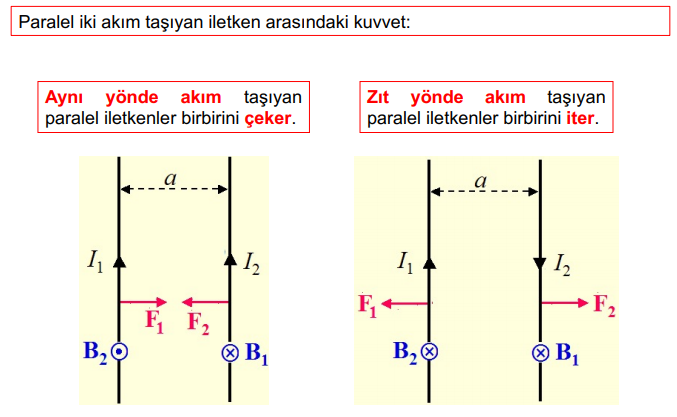 Paralel iki akım taşıyan iletken arasındaki kuvvet:
Aynı yönde akım taşıyan
paralel iletkenler birbirini çeker.
Zıt yönde akım taşıyan
paralel iletkenler birbirini iter.
a
I₁
I₂
F₁
F₂
B₂
B₁
a
I₁
I₂
F₁
F₂
B₂
B₁